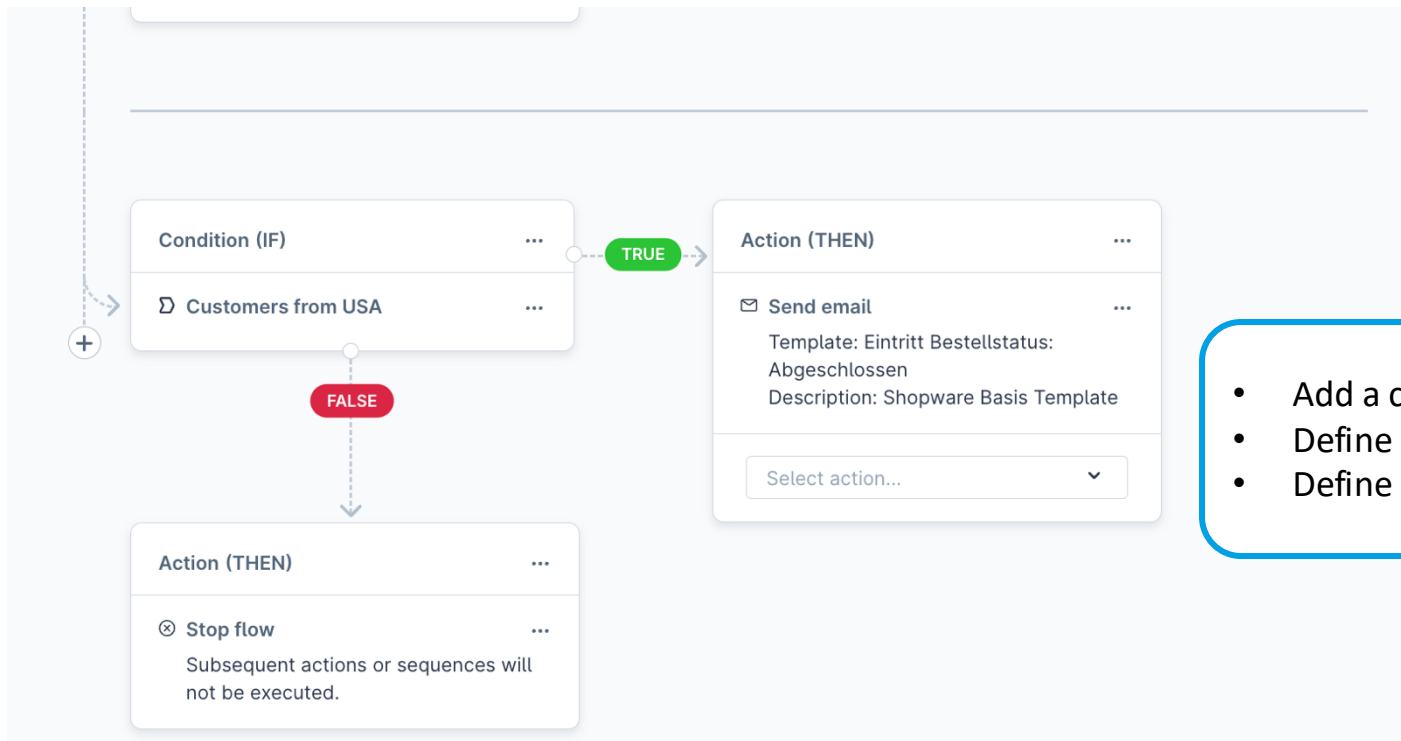 Condition (IF)
TRUE
Action (THEN)
Customers from USA
Send email
Template: Eintritt Bestellstatus:
Abgeschlossen
Description: Shopware Basis Template
Select action...
FALSE
Action (THEN)
Stop flow
Subsequent actions or sequences will
not be executed.
• Add a
• Define
• Define